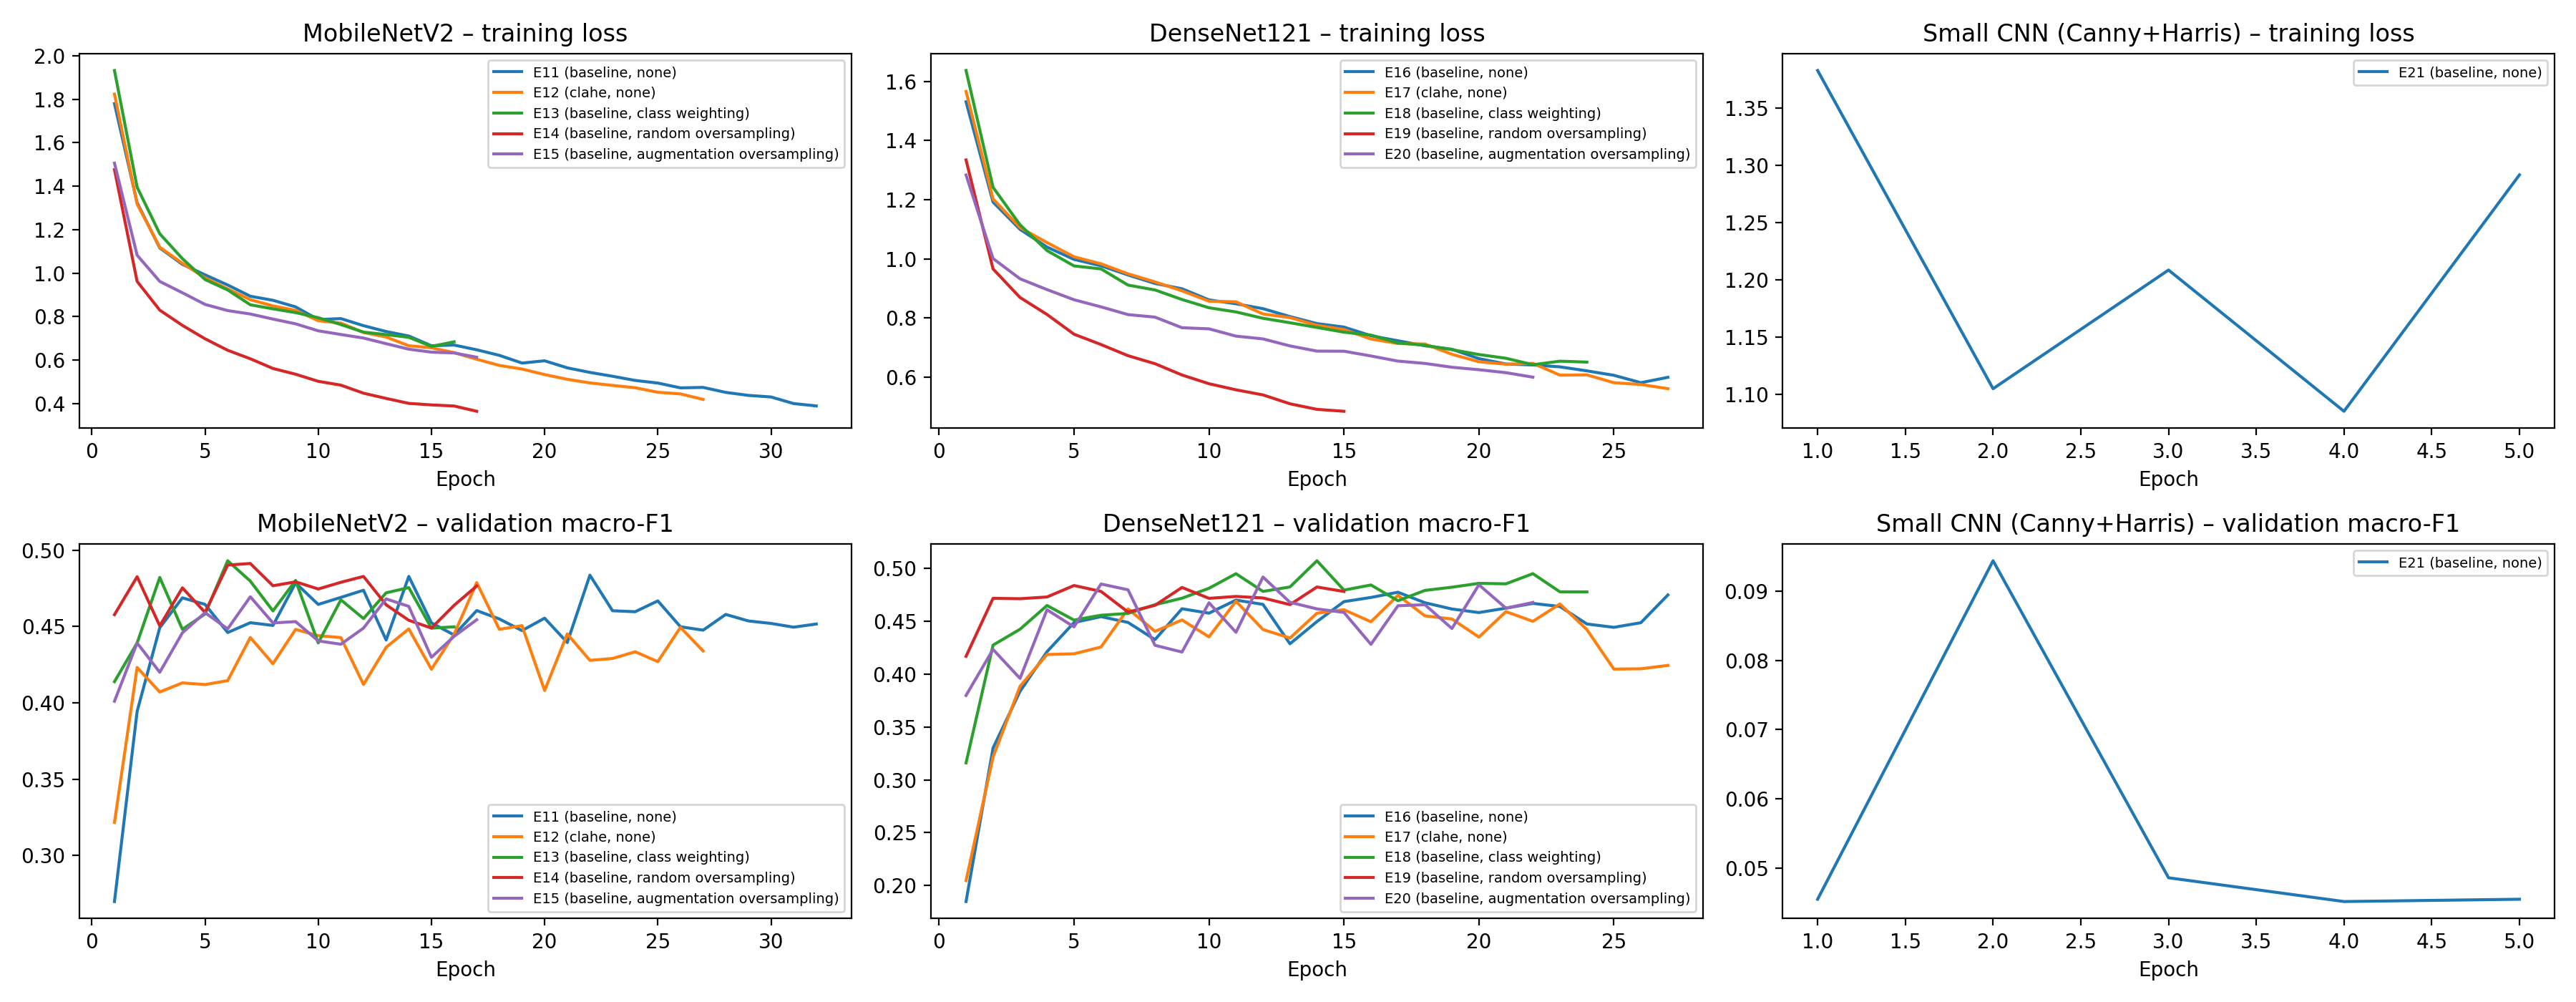 MobileNetV2 – training loss
2.0
1.8
1.6
1.4
1.2
1.0
0.8
0.6
0.4
E11 (baseline, none)
E12 (clahe, none)
E13 (baseline, class weighting)
E14 (baseline, random oversampling)
E15 (baseline, augmentation oversampling)
0 5 10 15 20 25 30
Epoch
DenseNet121 – training loss
1.6
1.4
1.2
1.0
0.8
0.6
E16 (baseline, none)
E17 (clahe, none)
E18 (baseline, class weighting)
E19 (baseline, random oversampling)
E20 (baseline, augmentation oversampling)
0 5 10 15 20 25
Epoch
Small CNN (Canny+Harris) – training loss
1.35
1.30
1.25
1.20
1.15
1.10
E21 (baseline, none)
1.0 1.5 2.0 2.5 3.0 3.5 4.0 4.5 5.0
Epoch
MobileNetV2 – validation macro-F1
0.50
0.45
0.40
0.35
0.30
E11 (baseline, none)
E12 (clahe, none)
E13 (baseline, class weighting)
E14 (baseline, random oversampling)
E15 (baseline, augmentation oversampling)
0 5 10 15 20 25 30
Epoch
DenseNet121 – validation macro-F1
0.50
0.45
0.40
0.35
0.30
0.25
0.20
E16 (baseline, none)
E17 (clahe, none)
E18 (baseline, class weighting)
E19 (baseline, random oversampling)
E20 (baseline, augmentation oversampling)
0 5 10 15 20 25
Epoch
Small CNN (Canny+Harris) – validation macro-F1
0.09
0.08
0.07
0.06
0.05
E21 (baseline, none)
1.0 1.5 2.0 2.5 3.0 3.5 4.0 4.5 5.0
Epoch